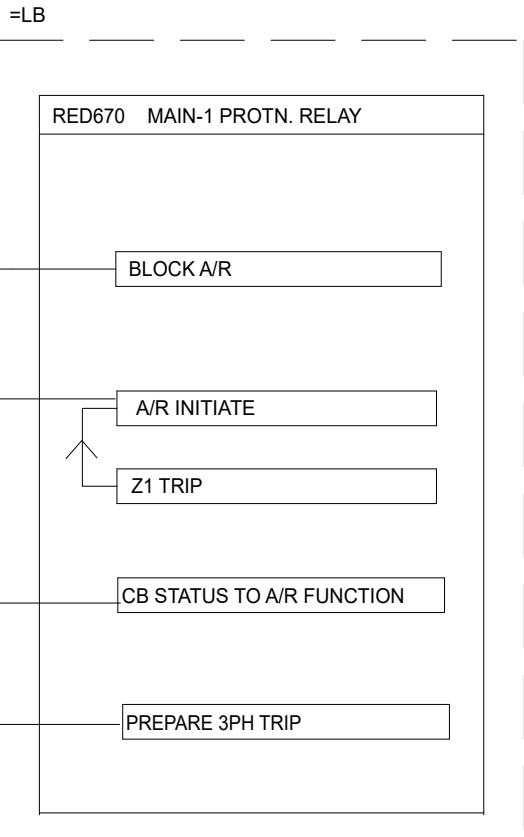 =LB
RED670 MAIN-1 PROTN. RELAY
BLOCK A/R
A/R INITIATE
Z1 TRIP
CB STATUS TO A/R FUNCTION
PREPARE 3PH TRIP